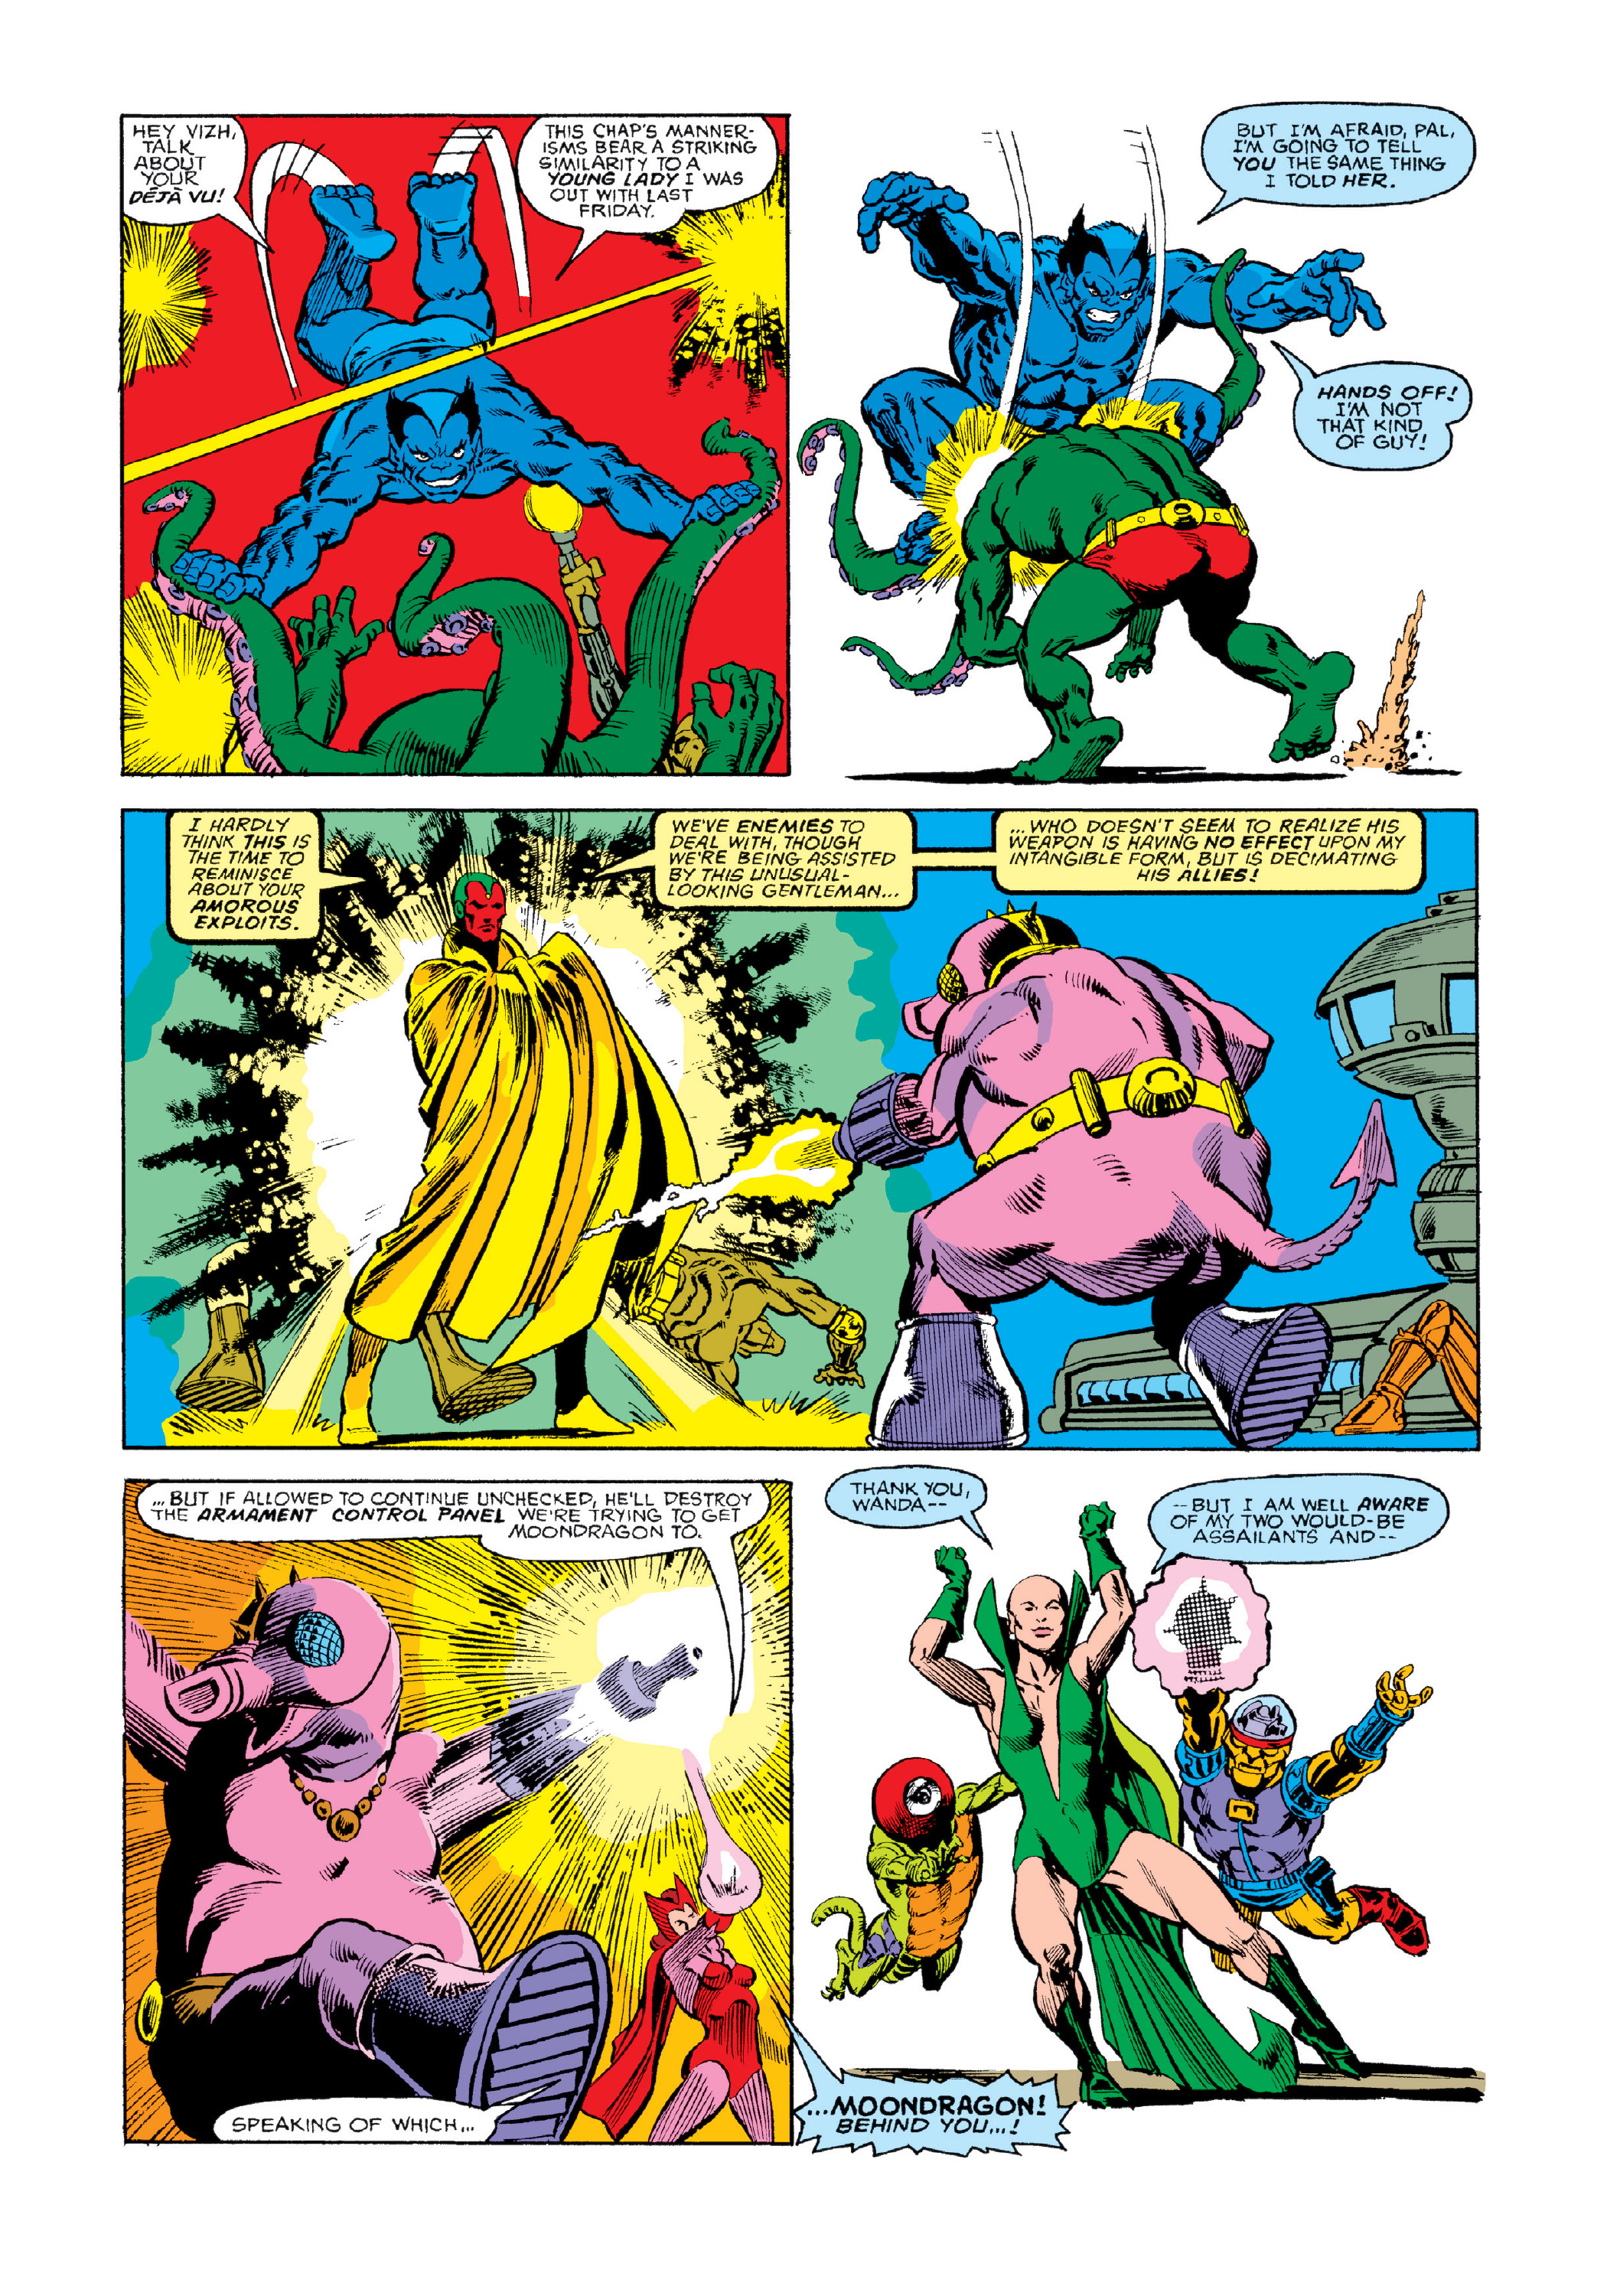 HEY VIZH,
TALK
ABOUT
YOUR
DÉJÀ VU!
THIS CHAP'S MANNER-
ISMS BEAR A STRIKING
SIMILARITY TO A
YOUNG LADY I WAS
OUT WITH LAST
FRIDAY.
BUT I'M AFRAID, PAL,
I'M GOING TO TELL
YOU THE SAME THING
I TOLD HER.
HANDS OFF!
I'M NOT
THAT KIND
OF GUY!
I HARDLY
THINK THIS IS
THE TIME TO
REMINISCE
ABOUT YOUR
AMOROUS
EXPLOITS.
WE'VE ENEMIES TO
DEAL WITH, THOUGH
WE'RE BEING ASSISTED
BY THIS UNUSUAL-
LOOKING GENTLEMAN...
...WHO DOESN'T SEEM TO REALIZE HIS
WEAPON IS HAVING NO EFFECT UPON MY
INTANGIBLE FORM, BUT IS DECIMATING
HIS ALLIES!
...BUT IF ALLOWED TO CONTINUE UNCHECKED, HE'LL DESTROY
THE ARMAMENT CONTROL PANEL WE'RE TRYING TO GET
MOONDRAGON TO.
SPEAKING OF WHICH...
...MOONDRAGON!
BEHIND YOU...!
THANK YOU,
WANDA--
--BUT I AM WELL AWARE
OF MY TWO WOULD-BE
ASSAILANTS AND--